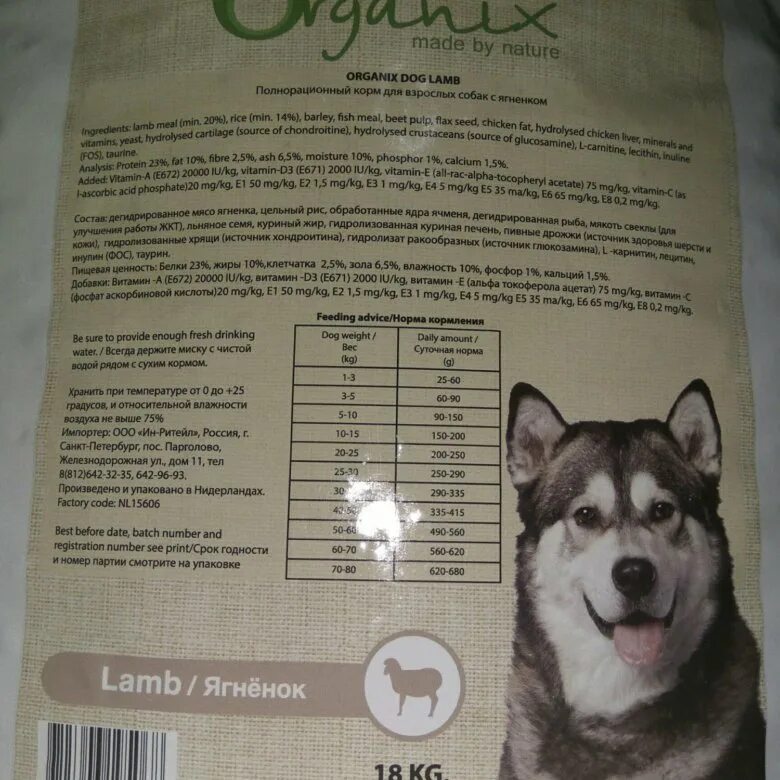 Organix
made by nature
ORGANIX DOG LAMB
Полнорационный корм для взрослых собак с ягненком
Ingredients: lamb meal (min. 20%), rice (min. 14%), barley, fish meal, beet pulp, flax seed, chicken fat, hydrolysed chicken liver, minerals and
vitamins, yeast, hydrolysed cartilage (source of chondroitine), hydrolysed crustaceans (source of glucosamine), L-carnitine, lecithin, inuline
(FOS), taurine.
Analysis: Protein 23%, fat 10%, fibre 2,5%, ash 6,5%, moisture 10%, phosphor 1%, calcium 1,5%.
Added: Vitamin-A (E672) 20000 IU/kg, vitamin-D3 (E671) 2000 IU/kg, vitamin-E (all-rac-alpha-tocopheryl acetate) 75 mg/kg, vitamin-C (as
l-ascorbic acid phosphate)20 mg/kg, E1 50 mg/kg, E2 1,5 mg/kg, E3 1 mg/kg, E4 5 mg/kg E5 35 ma/kg, E6 65 mg/kg, E8 0,2 mg/kg.
Состав: дегидрированное мясо ягненка, цельный рис, обработанные ядра ячменя, дегидрированная рыба, мякоть свеклы (для
улучшения работы ЖКТ), льняное семя, куриный жир, гидролизованная куриная печень, пивные дрожжи (источник здоровья шерсти и
кожи), гидролизованные хрящи (источник хондроитина), гидролизат ракообразных (источник глюкозамина), L -карнитин, лецитин,
инулин (ФОС), таурин.
Пищевая ценность: Белки 23%, жиры 10%,клетчатка 2,5%, зола 6,5%, влажность 10%, фосфор 1%, кальций 1,5%.
Добавки: Витамин -А (E672) 20000 IU/kg, витамин -D3 (E671) 2000 IU/kg, витамин -E (альфа токоферола ацетат) 75 mg/kg, витамин -C
(фосфат аскорбиновой кислоты)20 mg/kg, E1 50 mg/kg, E2 1,5 mg/kg, E3 1 mg/kg, E4 5 mg/kg E5 35 ma/kg, E6 65 mg/kg, E8 0,2 mg/kg.
Be sure to provide enough fresh drinking
water. / Всегда держите миску с чистой
водой рядом с сухим кормом.
Хранить при температуре от 0 до +25
градусов, и относительной влажности
воздуха не выше 75%
Импортер: ООО «Ин-Ритейл», Россия, г.
Санкт-Петербург, пос. Парголово,
Железнодорожная ул., дом 11, тел
8(812)642-32-35, 642-96-93.
Произведено и упаковано в Нидерландах.
Factory code: NL15606
Best before date, batch number and
registration number see print/Срок годности
и номер партии смотрите на упаковке
Feeding advice/Норма кормления
Dog weight / Daily amount /
Вес Суточная норма
(kg) (g)
1-3 25-60
3-5 60-90
5-10 90-150
10-15 150-200
20-25 200-250
25-30 250-290
290-335
335-415
50-60 490-560
60-70 560-620
70-80 620-680
Lamb / Ягнёнок
18 KG.